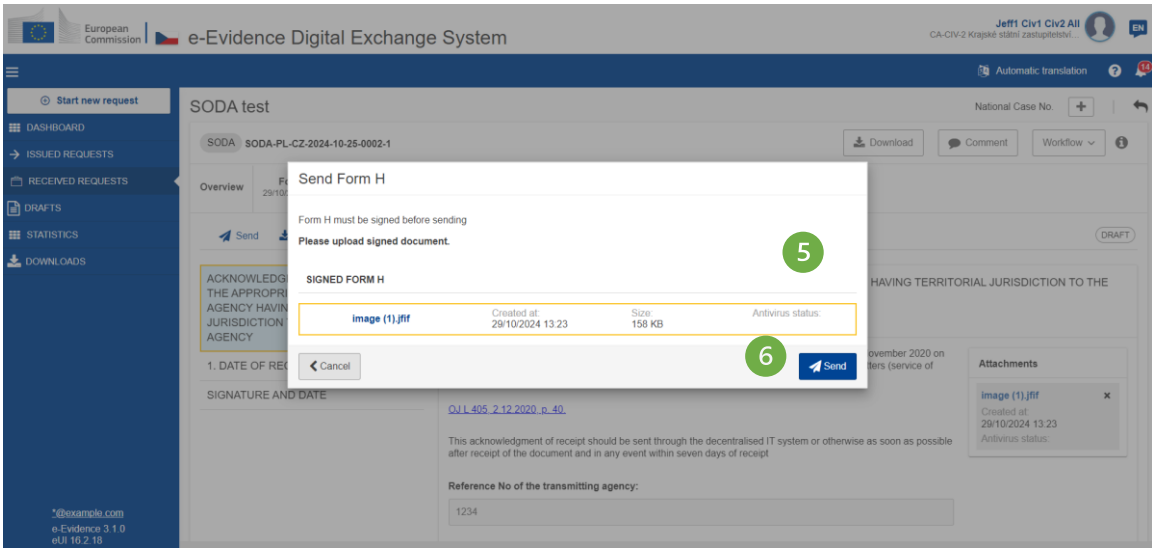 European
Commission
e-Evidence Digital Exchange System
Jeff1 Civ1 Civ2 All
CA-CIV-2 Krajské státní zastupitelství...
EN
Automatic translation
14
Start new request
DASHBOARD
ISSUED REQUESTS
RECEIVED REQUESTS
DRAFTS
STATISTICS
DOWNLOADS
*@example.com
e-Evidence 3.1.0
eUI 16.2.18
SODA test
National Case No.
SODA SODA-PL-CZ-2024-10-25-0002-1
Download
Comment
Workflow
Overview
29/10/
Send
DRAFT
Send Form H
Form H must be signed before sending
Please upload signed document.
5
SIGNED FORM H
image (1).jfif
Created at:
29/10/2024 13:23
Size:
158 KB
Antivirus status:
Cancel
6
Send
ACKNOWLEDG
THE APPROPRI
AGENCY HAVIN
JURISDICTION
AGENCY
1. DATE OF REC
SIGNATURE AND DATE
HAVING TERRITORIAL JURISDICTION TO THE
ovember 2020 on
tters (service of
OJ L 405, 2.12.2020, p. 40.
This acknowledgment of receipt should be sent through the decentralised IT system or otherwise as soon as possible
after receipt of the document and in any event within seven days of receipt
Reference No of the transmitting agency:
1234
Attachments
image (1).jfif
Created at:
29/10/2024 13:23
Antivirus status: